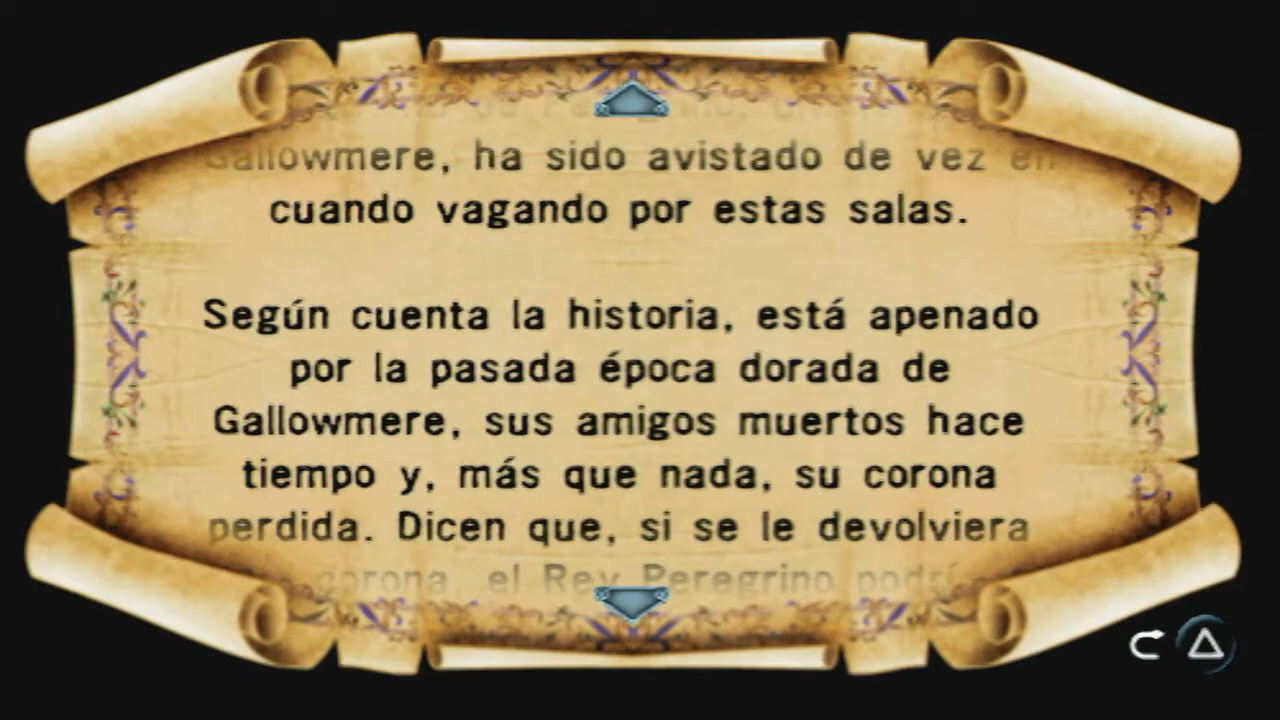 Gallowmere, ha sido avistado de vez en
cuando vagando por estas salas.
Según cuenta la historia, está apenado
por la pasada época dorada de
Gallowmere, sus amigos muertos hace
tiempo y, más que nada, su corona
perdida. Dicen que, si se le devolviera
corona, el Rey Peregrino